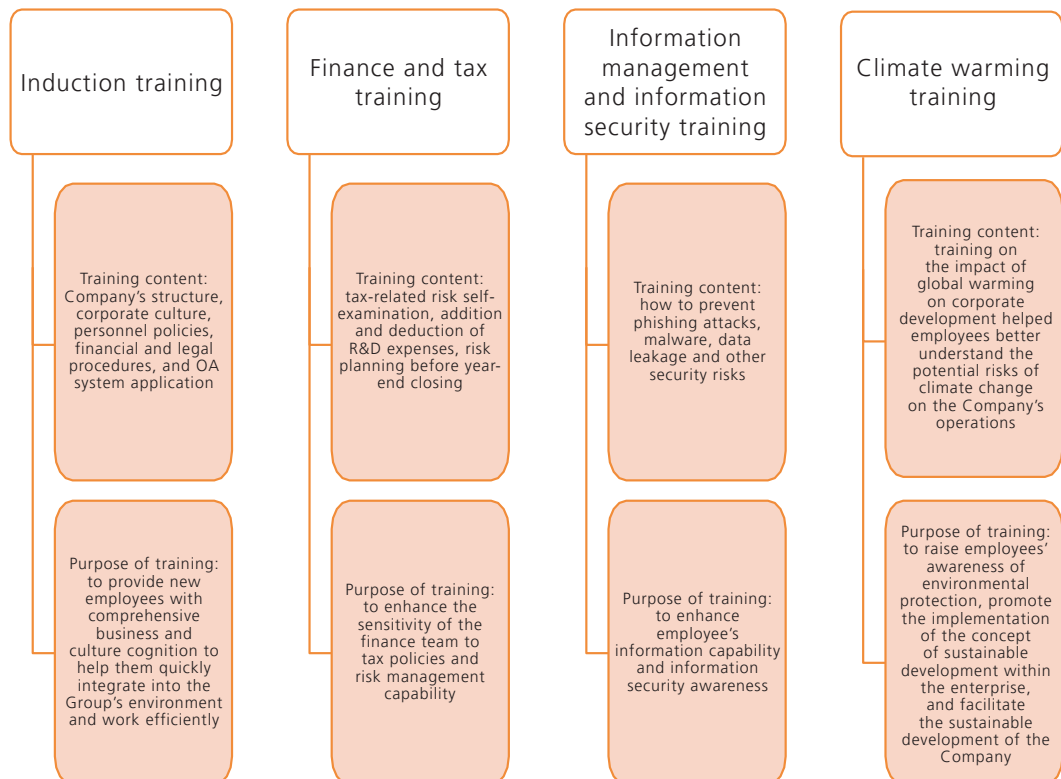 Induction training
Finance and tax
training
Information
management
and information
security training
Climate warming
training
Training content:
Company's structure,
corporate culture,
personnel policies,
financial and legal
procedures, and OA
system application
Training content:
tax-related risk self-
examination, addition
and deduction of
R&D expenses, risk
planning before year-
end closing
Training content:
how to prevent
phishing attacks,
malware, data
leakage and other
security risks
Training content:
training on
the impact of
global warming
on corporate
development helped
employees better
understand the
potential risks of
climate change
on the Company's
operations
Purpose of training:
to provide new
employees with
comprehensive
business and
culture cognition to
help them quickly
integrate into the
Group's environment
and work efficiently
Purpose of training:
to enhance the
sensitivity of the
finance team to
tax policies and
risk management
capability
Purpose of training:
to enhance
employee's
information capability
and information
security awareness
Purpose of training:
to raise employees'
awareness of
environmental
protection, promote
the implementation
of the concept
of sustainable
development within
the enterprise,
and facilitate
the sustainable
development of the
Company